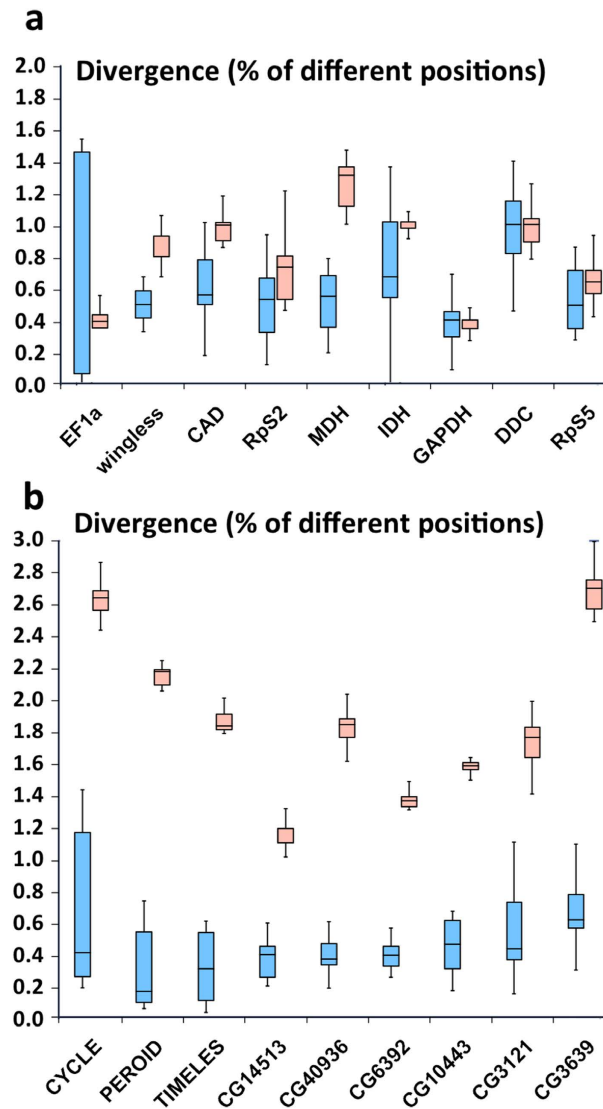 a
Divergence (% of different positions)
2.0
1.8
1.6
1.4
1.2
1.0
0.8
0.6
0.4
0.2
0.0
EF1a
wingless
CAD
RpS2
MDH
IDH
GAPDH
DDC
RpS5
b
Divergence (% of different positions)
3.0
2.8
2.6
2.4
2.2
2.0
1.8
1.6
1.4
1.2
1.0
0.8
0.6
0.4
0.2
0.0
CYCLE
PEROID
TIMELES
CG14513
CG40936
CG6392
CG10443
CG3121
CG3639